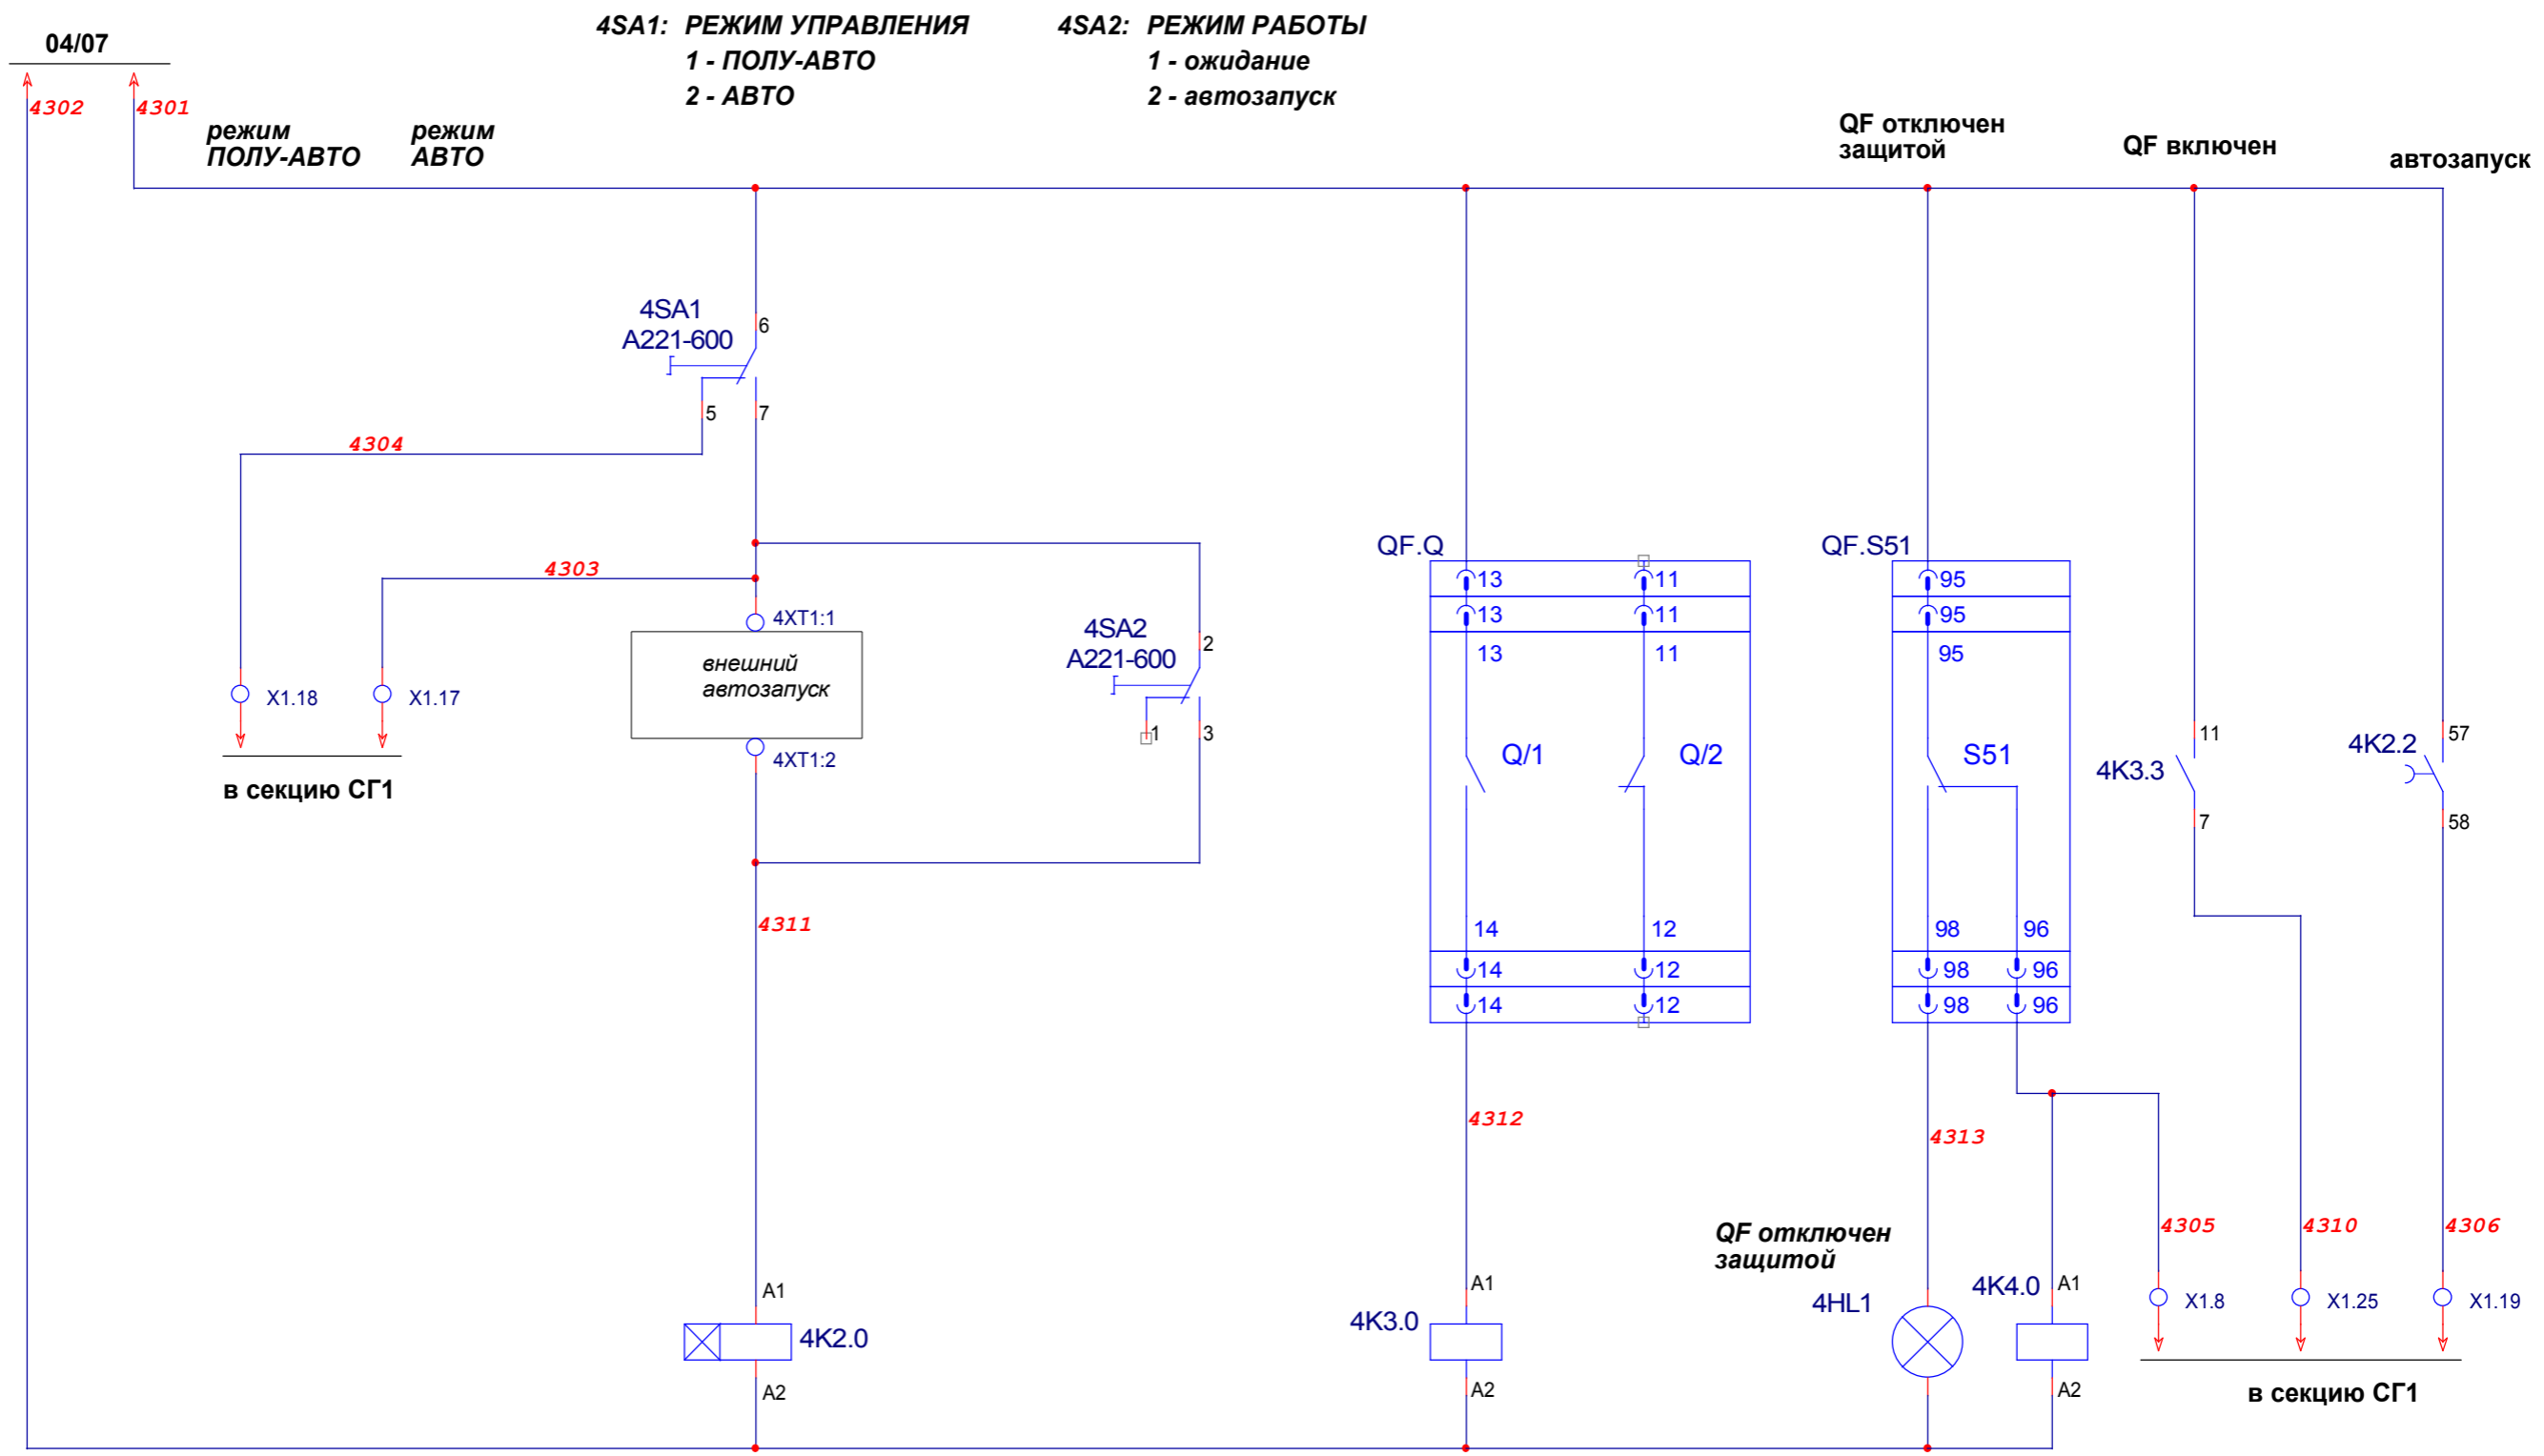 4SA1: РЕЖИМ УПРАВЛЕНИЯ
1 - ПОЛУ-АВТО
2 - АВТО
4SA2: РЕЖИМ РАБОТЫ
1 - ожидание
2 - автозапуск
04/07
4302
4301
режим
ПОЛУ-АВТО
режим
АВТО
QF отключен
защитой
QF включен
автозапуск
4SA1
A221-600
6
5
7
4304
4303
4XT1:1
внешний
автозапуск
4XT1:2
X1.18
X1.17
в секцию СГ1
4SA2
A221-600
2
1
3
4311
A1
4K2.0
A2
QF.Q
13
11
13
11
13
11
Q/1
Q/2
14
12
14
12
14
12
4312
A1
4K3.0
A2
QF.S51
95
95
95
S51
98
96
98
96
98
96
4313
QF отключен
защитой
4HL1
4K4.0
A1
A2
11
4K3.3
7
57
4K2.2
58
4305
4310
4306
X1.8
X1.25
X1.19
в секцию СГ1